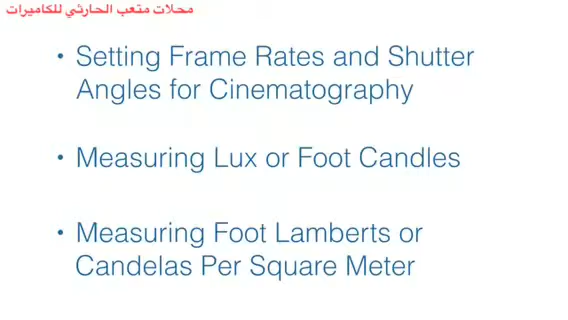 محلات متعب الحارثي للكاميرات
• Setting Frame Rates and Shutter
Angles for Cinematography
• Measuring Lux or Foot Candles
• Measuring Foot Lamberts or
Candelas Per Square Meter